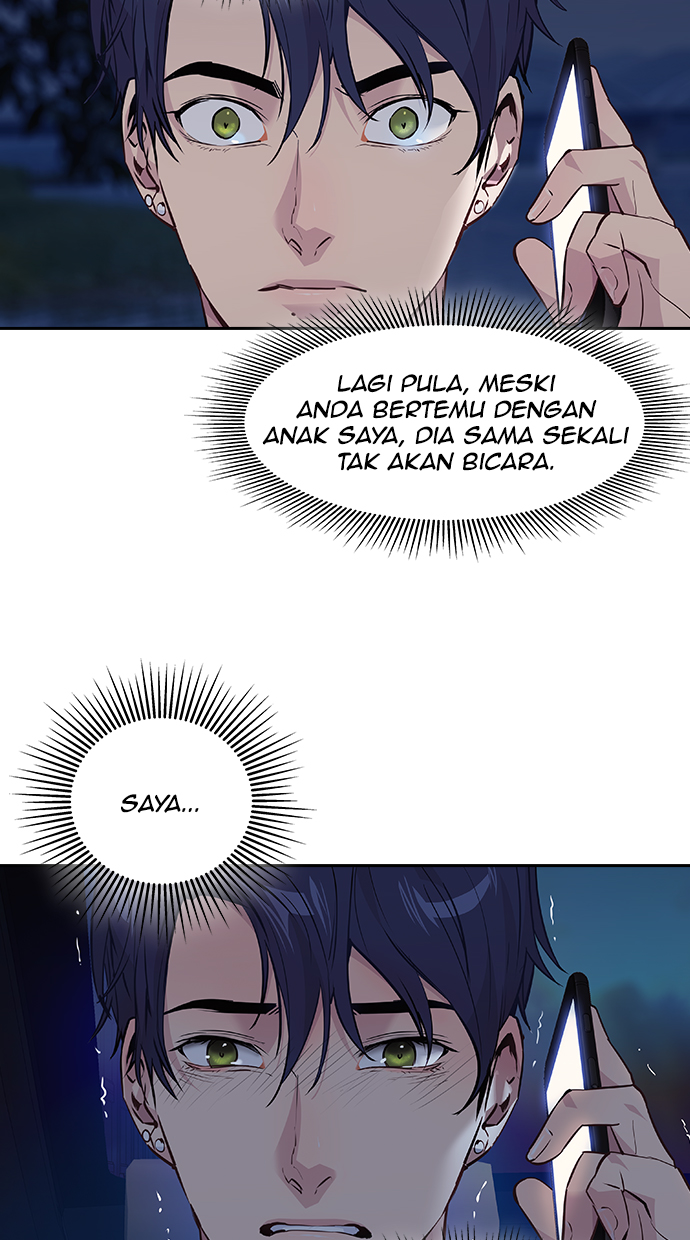 LAGI PULA, MESKI
ANDA BERTEMU DENGAN
ANAK SAYA, DIA SAMA SEKALI
TAK AKAN BICARA.
SAYA...